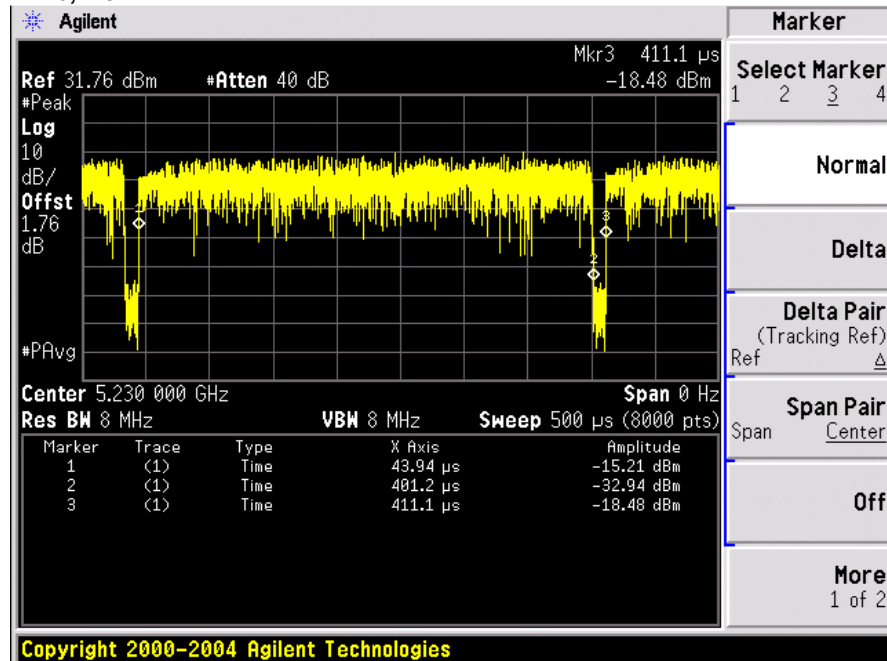 Agilent
Marker
Mkr3 411.1 µs
Ref 31.76 dBm #Atten 40 dB -18.48 dBm
#Peak
Log
10
dB/
Offst
1.76
dB
#PAvg
1
2
3
Center 5.230 000 GHz Span 0 Hz
Res BW 8 MHz VBW 8 MHz Sweep 500 µs (8000 pts)
Marker Trace Type X Axis Amplitude
1 (1) Time 43.94 µs -15.21 dBm
2 (1) Time 401.2 µs -32.94 dBm
3 (1) Time 411.1 µs -18.48 dBm
Select Marker
1 2 3 4
Normal
Delta
Delta Pair
(Tracking Ref)
Ref Δ
Span Pair
Span Center
Off
More
1 of 2
Copyright 2000-2004 Agilent Technologies